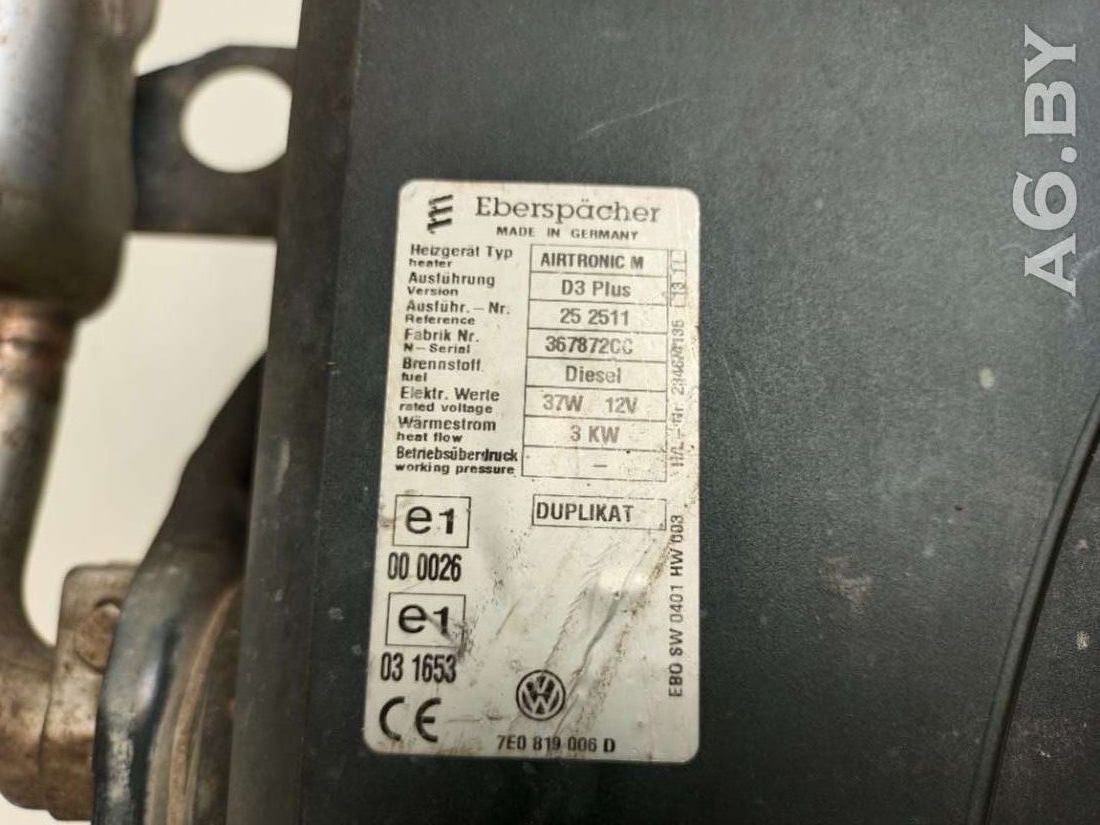 Eberspächer
MADE IN GERMANY
Heizgerät Typ
heater
AIRTRONIC M
Ausführung
Version
D3 Plus
Ausführ.-Nr.
Reference
25 2511
Fabrik Nr.
N-Serial
367872CC
Brennstoff
fuel
Diesel
Elektr. Werte
rated voltage
37W 12V
Wärmestrom
heat flow
3 KW
Betriebsüberdruck
working pressure
–
e1
DUPLIKAT
00 0026
e1
03 1653
CE
VW
7E0 819 006 D
H/L-Nr.
EBO SW 0401 HW 003
A6.BY